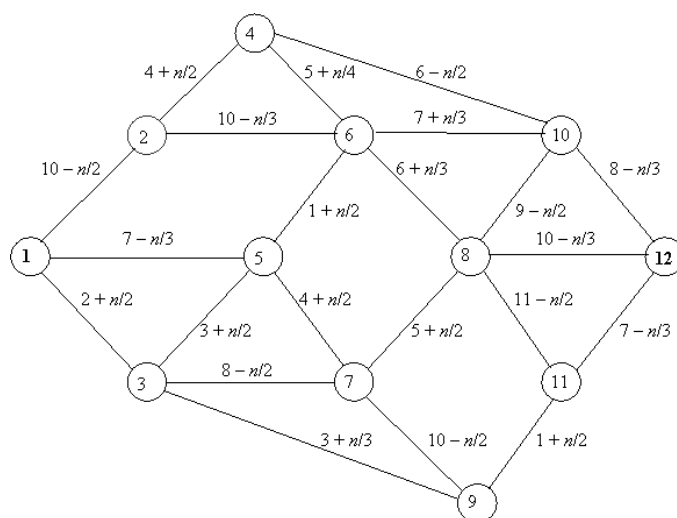 4
4 + n/2
5 + n/4
6 – n/2
10 – n/3
7 + n/3
2
6
10
10 – n/2
6 + n/3
8 – n/3
1 + n/2
9 – n/2
7 – n/3
10 – n/3
1
5
8
12
2 + n/2
4 + n/2
11 – n/2
3 + n/2
5 + n/2
7 – n/3
8 – n/2
3
7
11
3 + n/3
10 – n/2
1 + n/2
9